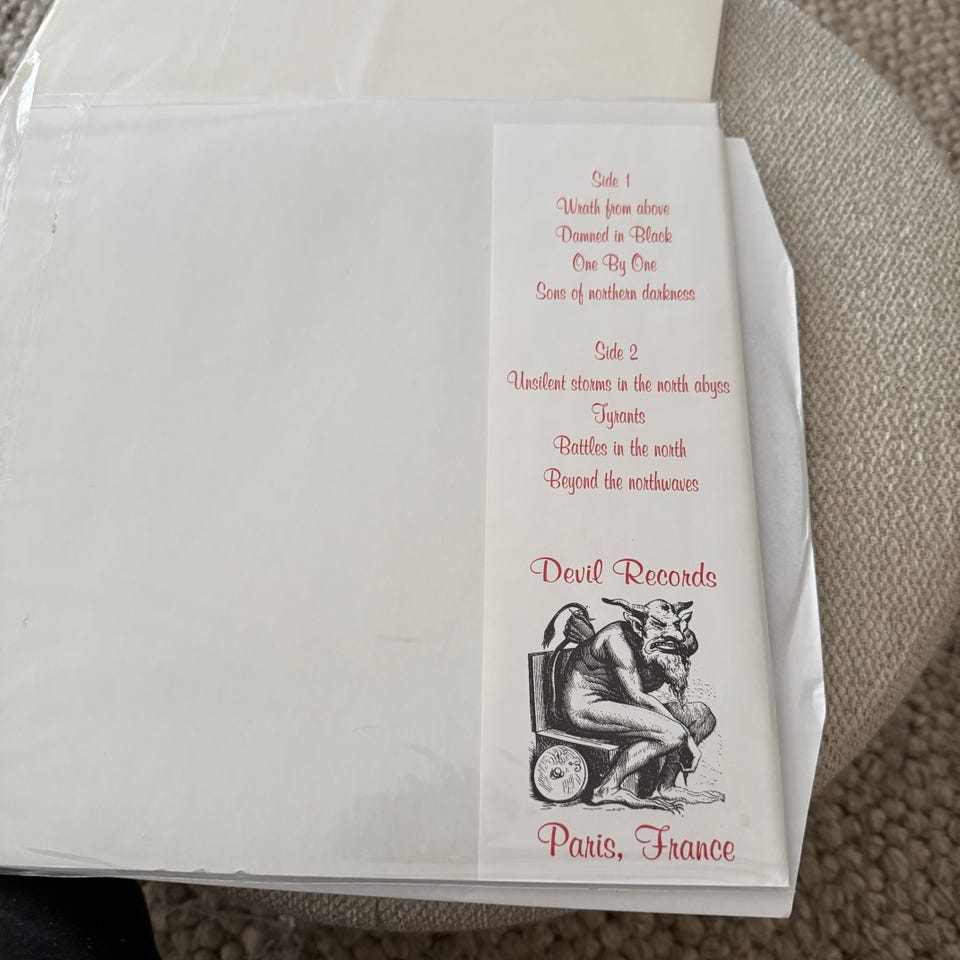 Side 1
Wrath from above
Damned in Black
One By One
Sons of northern darkness
Side 2
Unsilent storms in the north abyss
Tyrants
Battles in the north
Beyond the northwaves
Devil Records
Paris, France